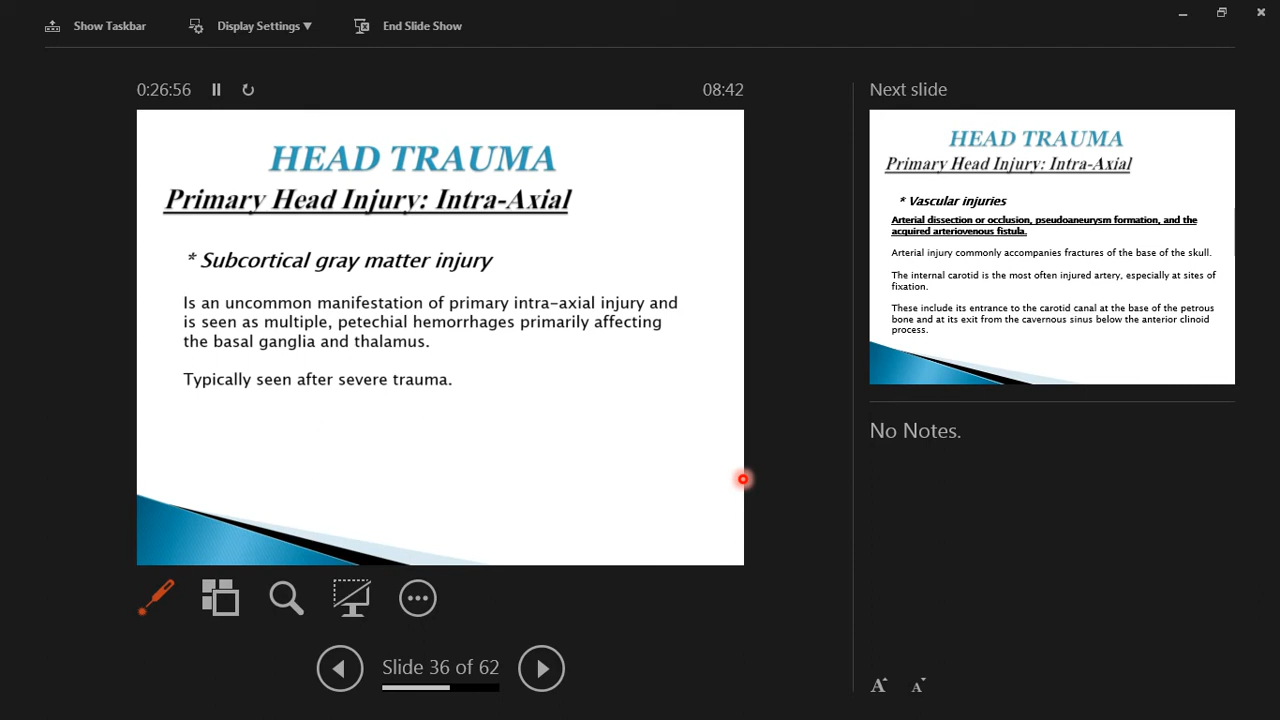 Show Taskbar
Display Settings ▼
End Slide Show
0:26:56
08:42
HEAD TRAUMA
Primary Head Injury: Intra-Axial
* Subcortical gray matter injury
Is an uncommon manifestation of primary intra-axial injury and
is seen as multiple, petechial hemorrhages primarily affecting
the basal ganglia and thalamus.
Typically seen after severe trauma.
Slide 36 of 62
Next slide
HEAD TRAUMA
Primary Head Injury: Intra-Axial
* Vascular injuries
Arterial dissection or occlusion, pseudoaneurysm formation, and the
acquired arteriovenous fistula.
Arterial injury commonly accompanies fractures of the base of the skull.
The internal carotid is the most often injured artery, especially at sites of
fixation.
These include its entrance to the carotid canal at the base of the petrous
bone and at its exit from the cavernous sinus below the anterior clinoid
process.
No Notes.
A A